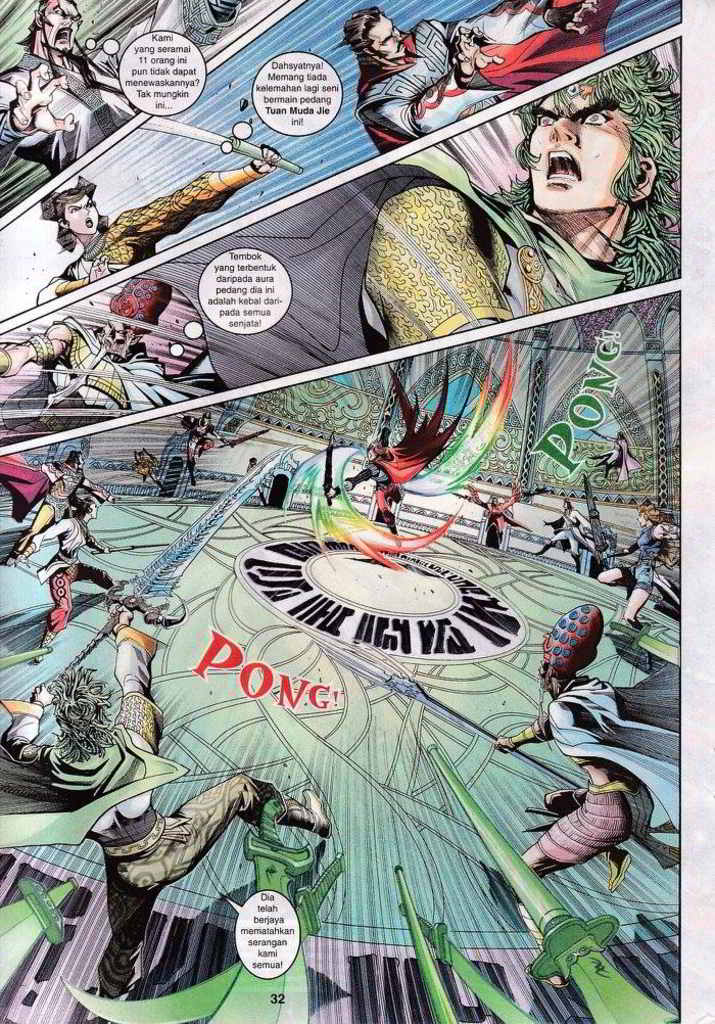 Kami
yang seramai
11 orang ini
pun tidak dapat
menewaskannya?
Tak mungkin
ini...
Dahsyatnya!
Memang tiada
kelemahan lagi seni
bermain pedang
Tuan Muda Jie
ini!
Tembok
yang terbentuk
daripada aura
pedang dia ini
adalah kebal dari-
pada semua
senjata!
PONG!
PONG!
Dia
telah
berjaya
mematahkan
serangan
kami
semua!
32